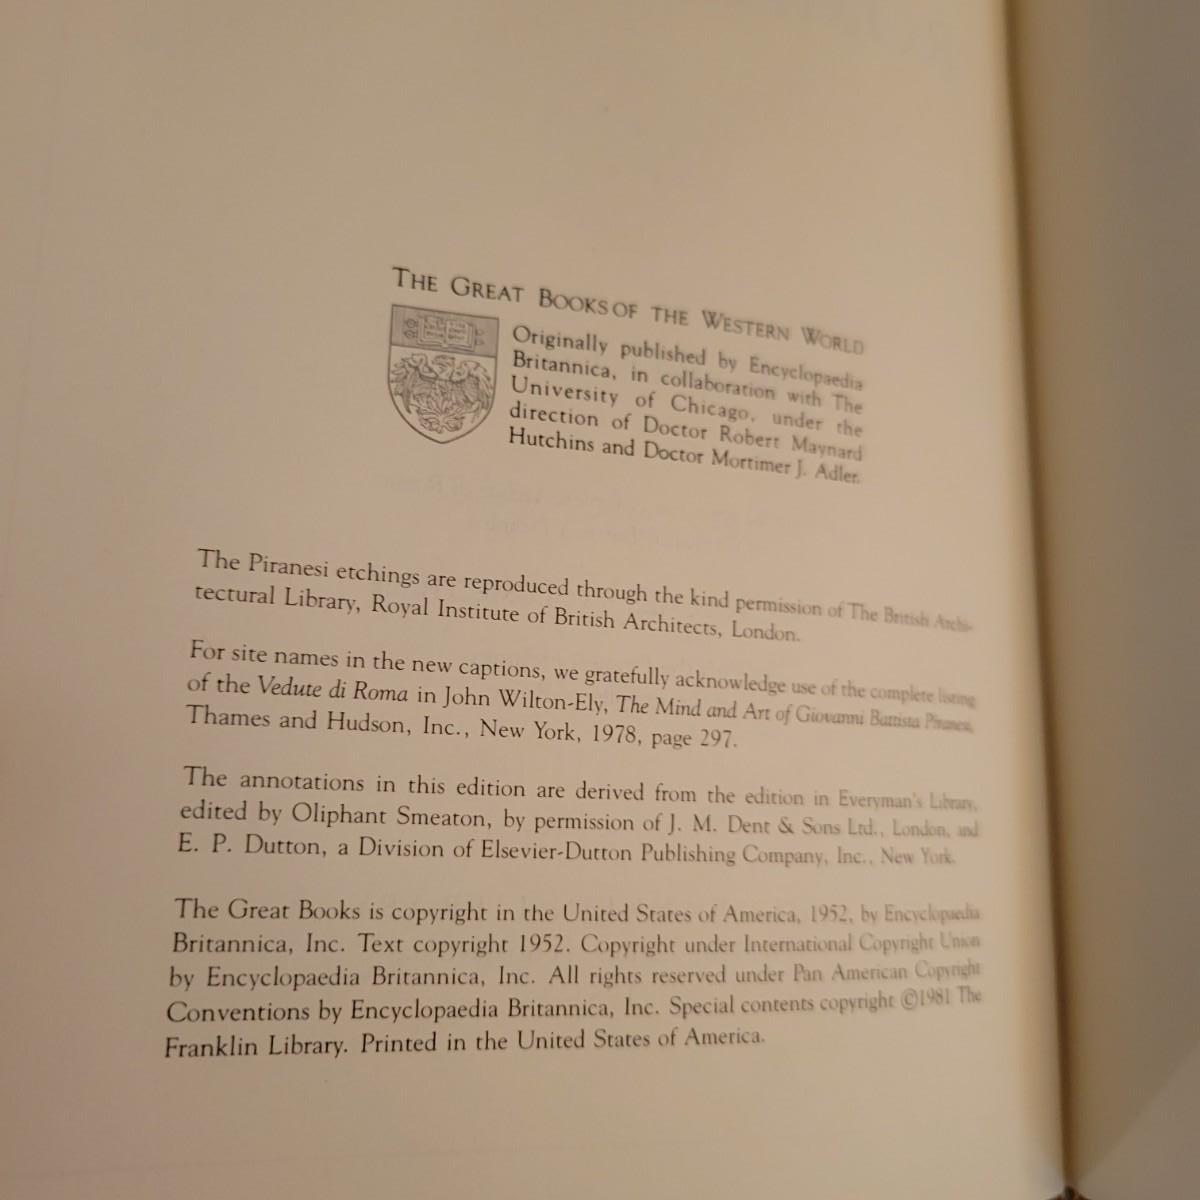 THE GREAT BOOKS OF THE WESTERN WORLD
Originally published by Encyclopaedia
Britannica, in collaboration with The
University of Chicago, under the
direction of Doctor Robert Maynard
Hutchins and Doctor Mortimer J. Adler.
The Piranesi etchings are reproduced through the kind permission of The British Archi-
tectural Library, Royal Institute of British Architects, London.
For site names in the new captions, we gratefully acknowledge use of the complete listing
of the Vedute di Roma in John Wilton-Ely, The Mind and Art of Giovanni Battista Piranesi,
Thames and Hudson, Inc., New York, 1978, page 297.
The annotations in this edition are derived from the edition in Everyman's Library,
edited by Oliphant Smeaton, by permission of J. M. Dent & Sons Ltd., London, and
E. P. Dutton, a Division of Elsevier-Dutton Publishing Company, Inc., New York.
The Great Books is copyright in the United States of America, 1952, by Encyclopaedia
Britannica, Inc. Text copyright 1952. Copyright under International Copyright Union
by Encyclopaedia Britannica, Inc. All rights reserved under Pan American Copyright
Conventions by Encyclopaedia Britannica, Inc. Special contents copyright ©1981 The
Franklin Library. Printed in the United States of America.